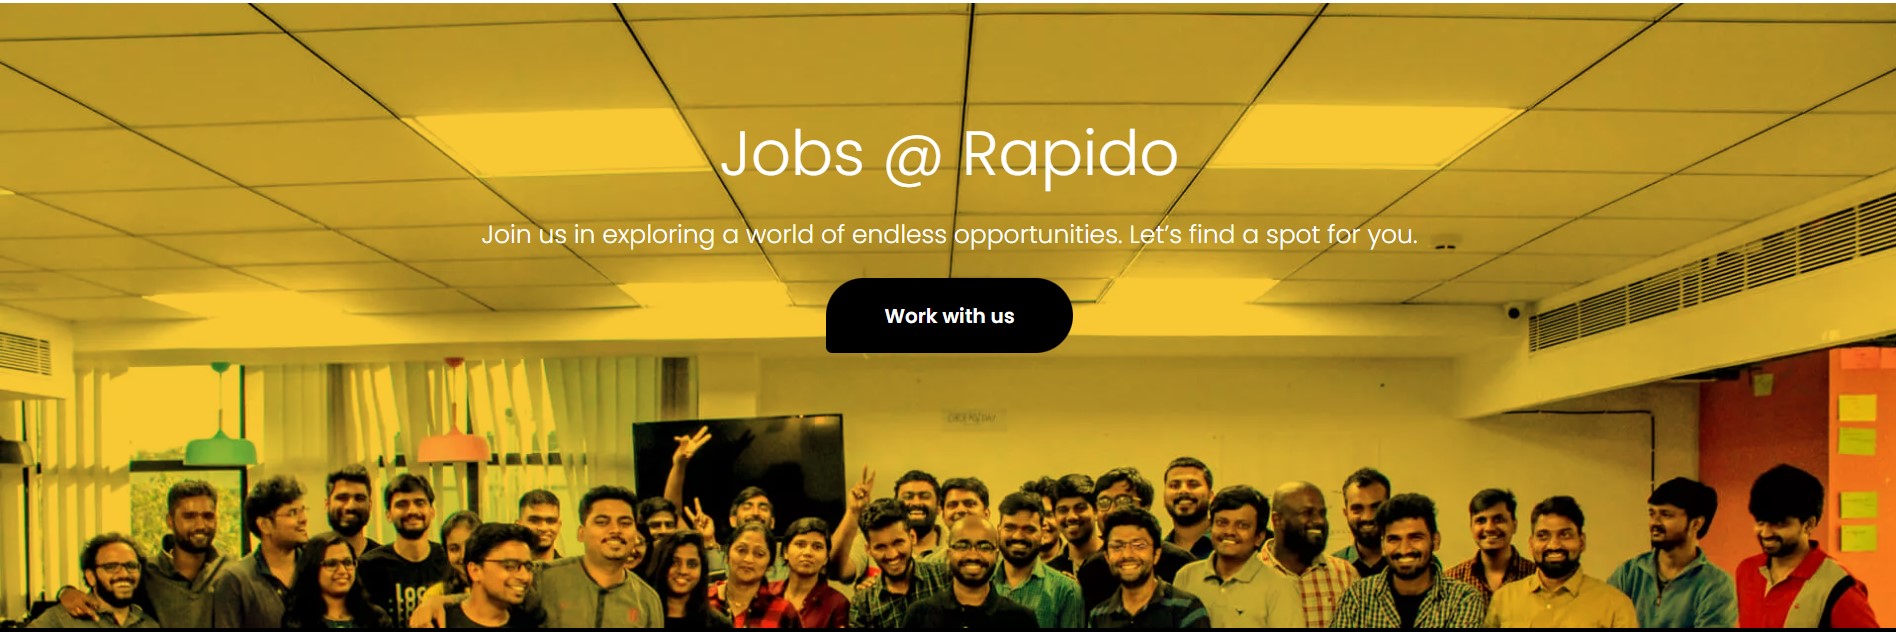 Jobs @ Rapido
Join us in exploring a world of endless opportunities. Let's find a spot for you.
Work with us